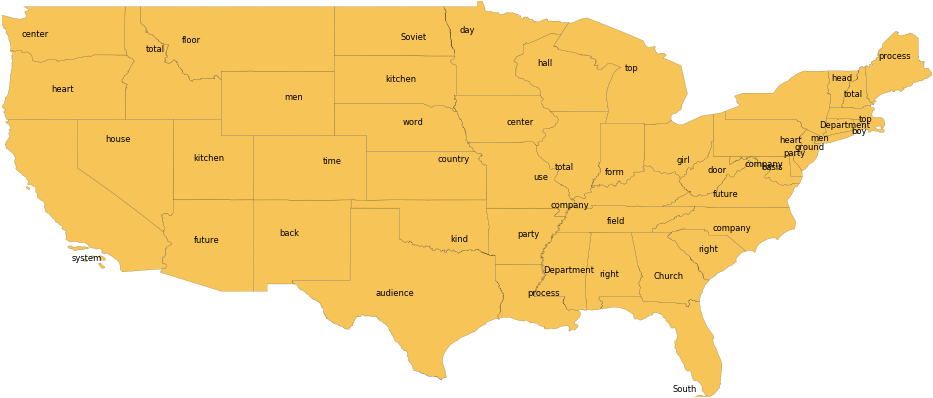 day
center
Soviet
floor
total
process
hall
top
head
kitchen
heart
total
men
top
word
center
Department
boy
house
men
heart
ground
party
country
kitchen
time
girl
company
basis
total
door
form
use
future
company
field
company
back
party
future
kind
right
system
Department
right
Church
audience
process
South